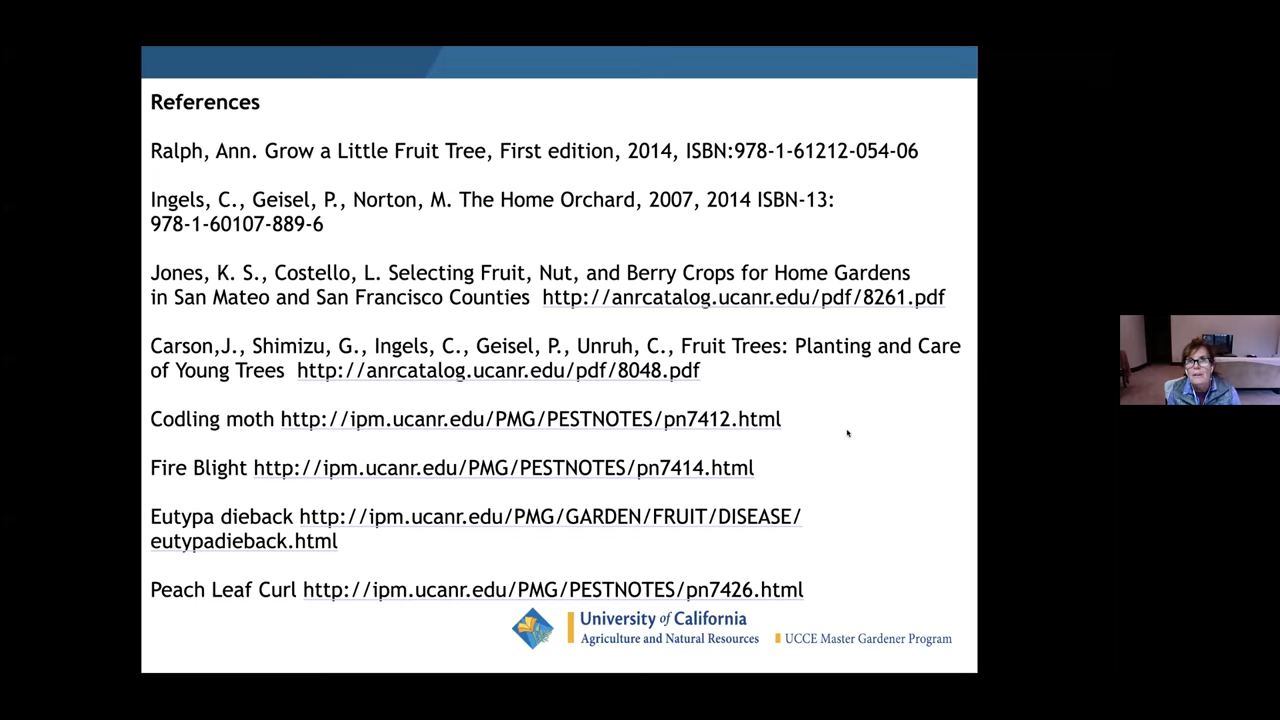 References
Ralph, Ann. Grow a Little Fruit Tree, First edition, 2014, ISBN:978-1-61212-054-06
Ingels, C., Geisel, P., Norton, M. The Home Orchard, 2007, 2014 ISBN-13:
978-1-60107-889-6
Jones, K. S., Costello, L. Selecting Fruit, Nut, and Berry Crops for Home Gardens
in San Mateo and San Francisco Counties http://anrcatalog.ucanr.edu/pdf/8261.pdf
Carson,J., Shimizu, G., Ingels, C., Geisel, P., Unruh, C., Fruit Trees: Planting and Care
of Young Trees http://anrcatalog.ucanr.edu/pdf/8048.pdf
Codling moth http://ipm.ucanr.edu/PMG/PESTNOTES/pn7412.html
Fire Blight http://ipm.ucanr.edu/PMG/PESTNOTES/pn7414.html
Eutypa dieback http://ipm.ucanr.edu/PMG/GARDEN/FRUIT/DISEASE/
eutypadieback.html
Peach Leaf Curl http://ipm.ucanr.edu/PMG/PESTNOTES/pn7426.html
University of California
Agriculture and Natural Resources UCCE Master Gardener Program